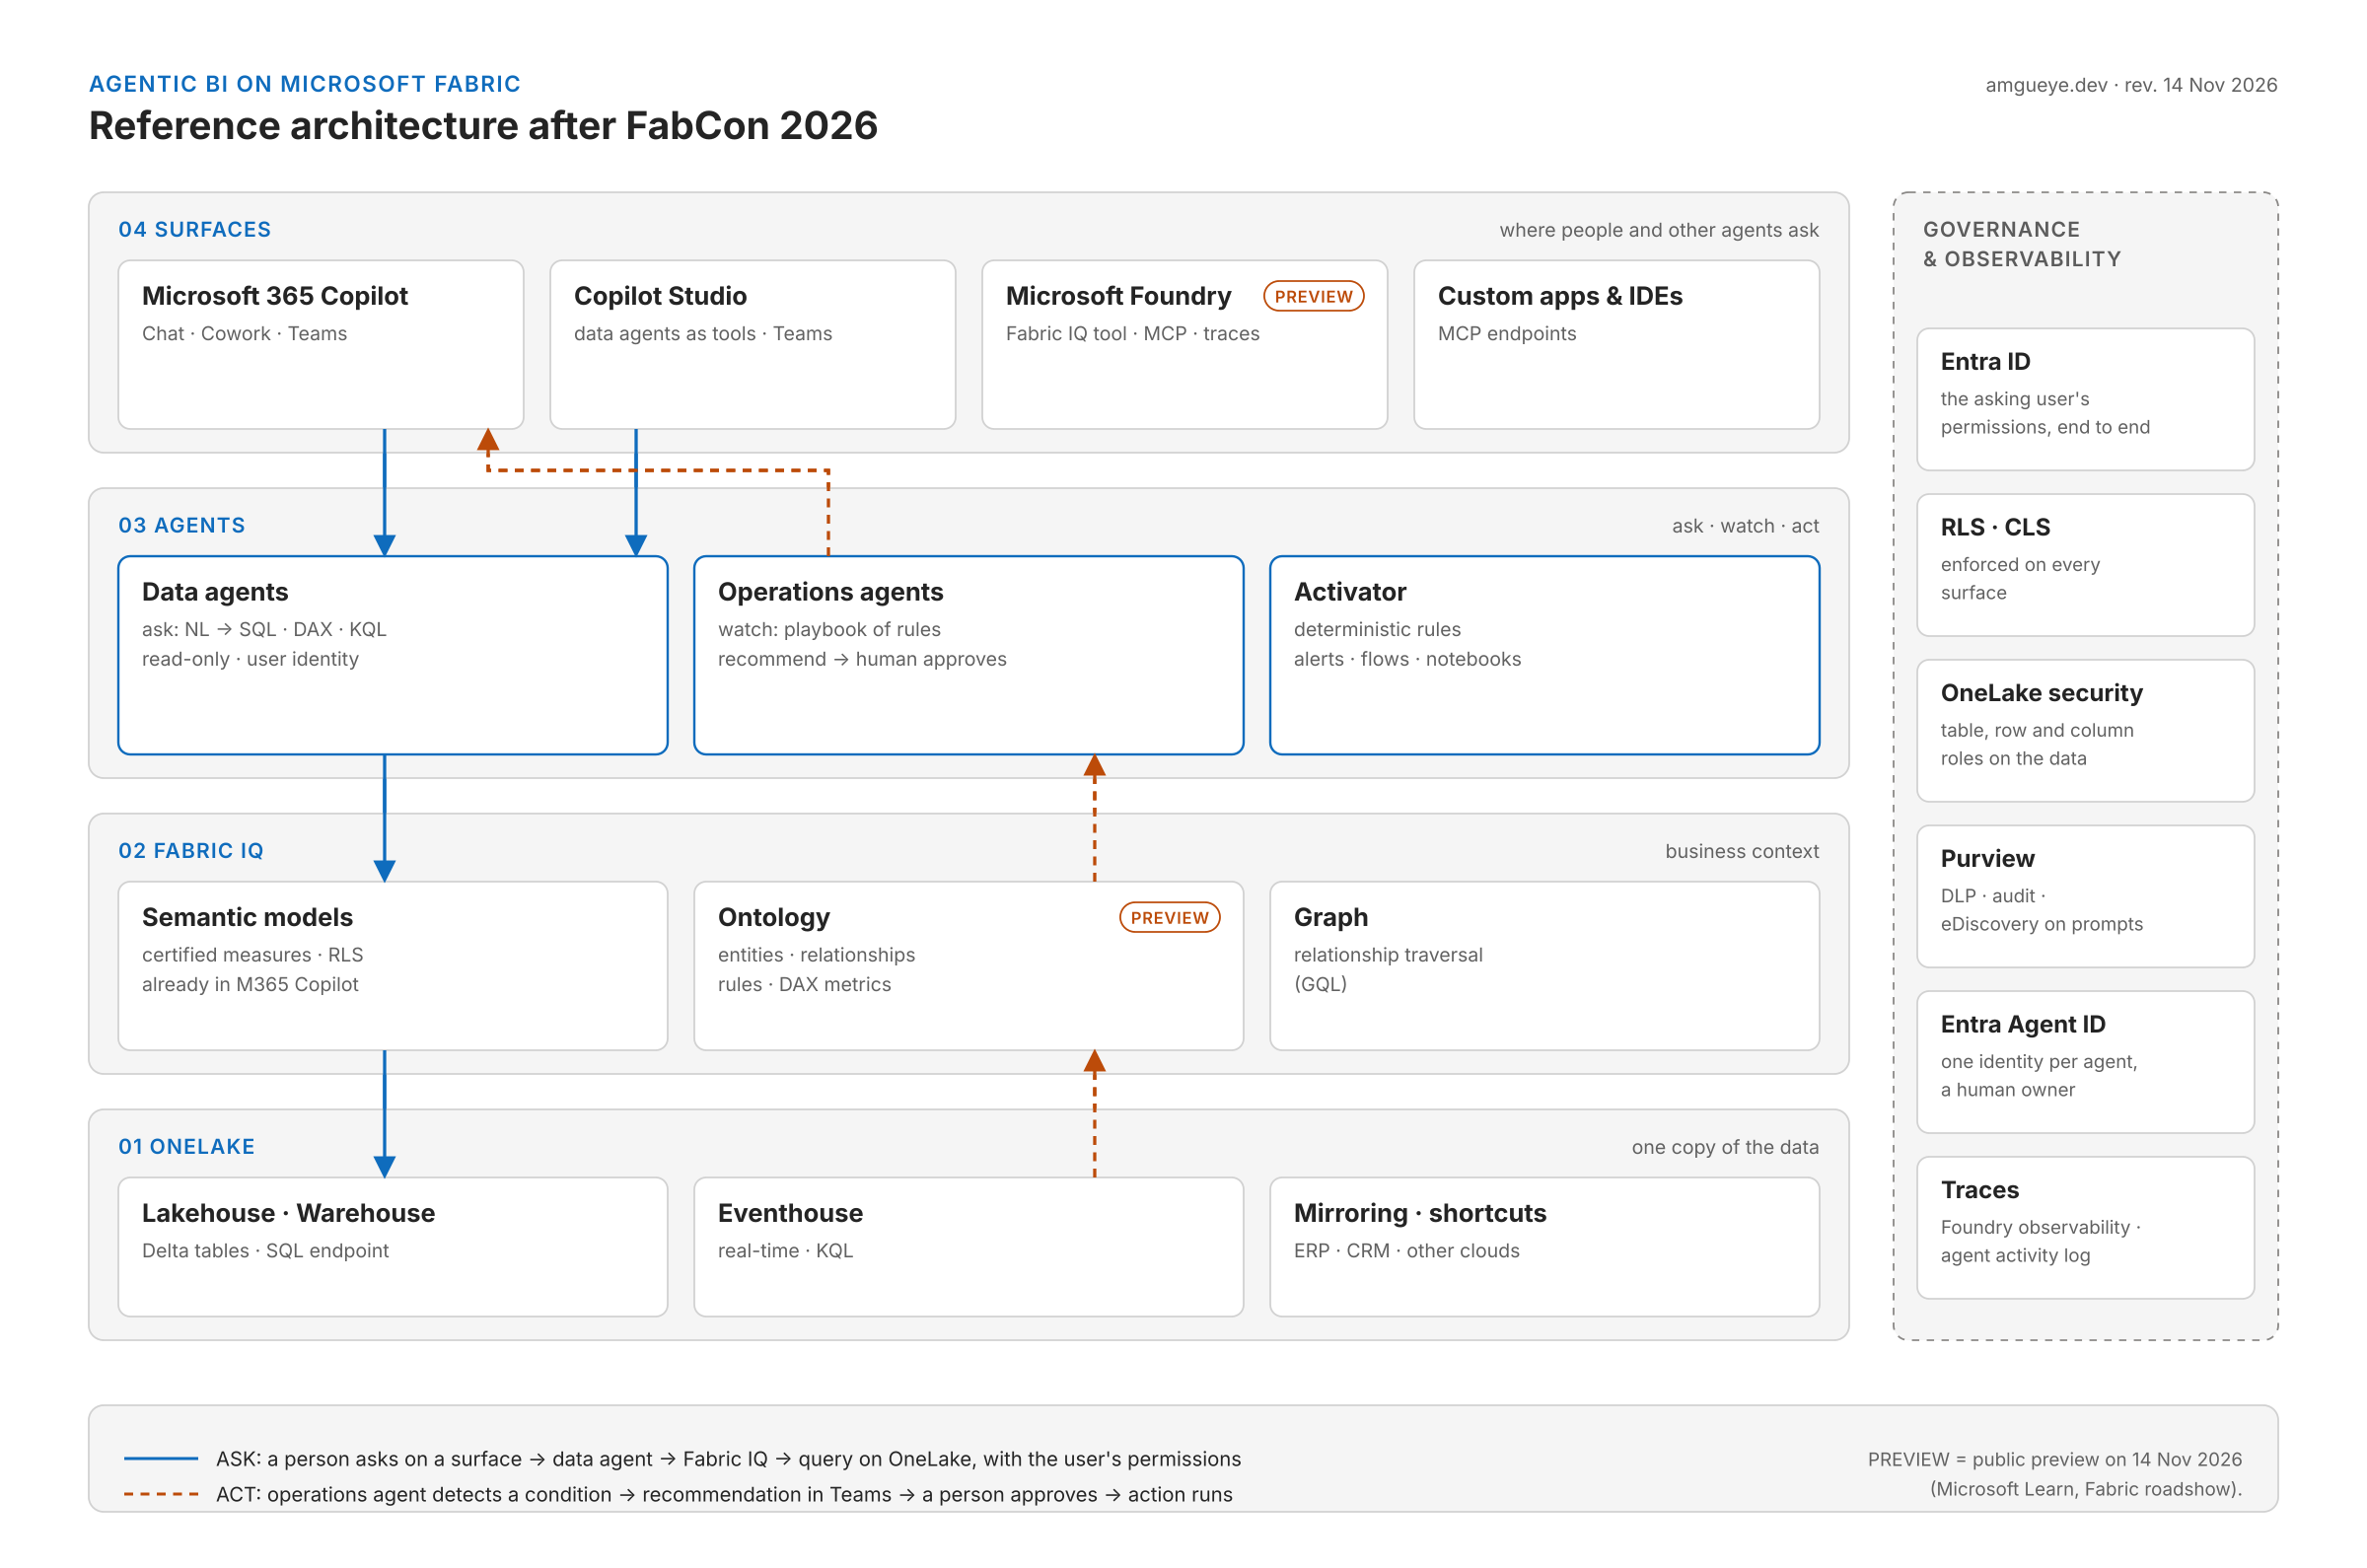 AGENTIC BI ON MICROSOFT FABRIC
amgueye.dev · rev. 14 Nov 2026
Reference architecture after FabCon 2026
04 SURFACES
where people and other agents ask
Microsoft 365 Copilot
Chat · Cowork · Teams
Copilot Studio
data agents as tools · Teams
Microsoft Foundry
PREVIEW
Fabric IQ tool · MCP · traces
Custom apps & IDEs
MCP endpoints
03 AGENTS
ask · watch · act
Data agents
ask: NL → SQL · DAX · KQL
read-only · user identity
Operations agents
watch: playbook of rules
recommend → human approves
Activator
deterministic rules
alerts · flows · notebooks
02 FABRIC IQ
business context
Semantic models
certified measures · RLS
already in M365 Copilot
Ontology
PREVIEW
entities · relationships
rules · DAX metrics
Graph
relationship traversal
(GQL)
01 ONELAKE
one copy of the data
Lakehouse · Warehouse
Delta tables · SQL endpoint
Eventhouse
real-time · KQL
Mirroring · shortcuts
ERP · CRM · other clouds
GOVERNANCE
& OBSERVABILITY
Entra ID
the asking user's
permissions, end to end
RLS · CLS
enforced on every
surface
OneLake security
table, row and column
roles on the data
Purview
DLP · audit ·
eDiscovery on prompts
Entra Agent ID
one identity per agent,
a human owner
Traces
Foundry observability ·
agent activity log
ASK: a person asks on a surface → data agent → Fabric IQ → query on OneLake, with the user's permissions
ACT: operations agent detects a condition → recommendation in Teams → a person approves → action runs
PREVIEW = public preview on 14 Nov 2026
(Microsoft Learn, Fabric roadshow).